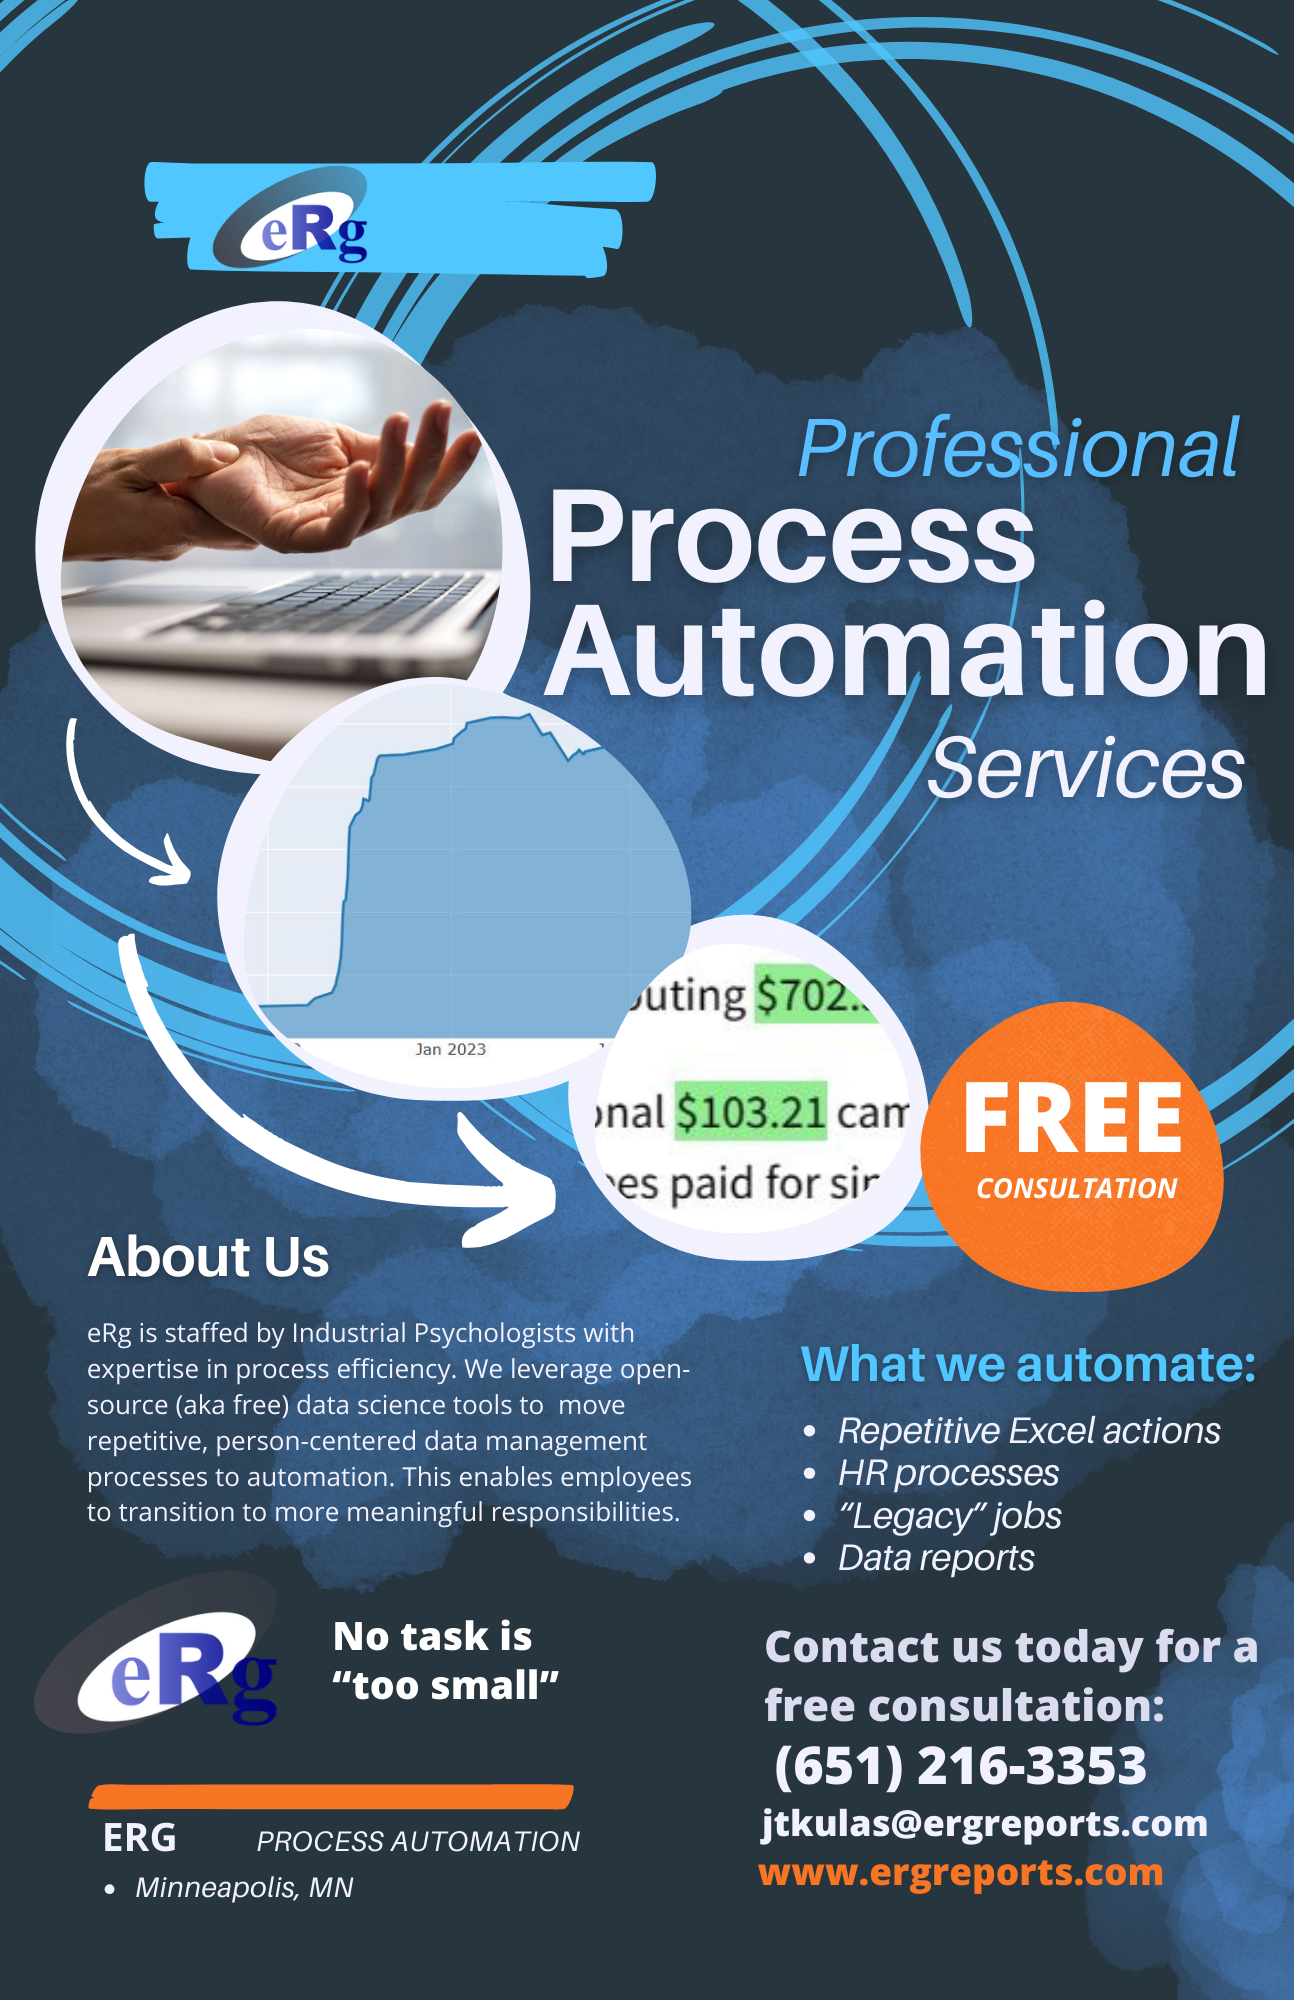 eRg
Professional
Process
Automation
Services
Jan 2023
outing $702.
onal $103.21 cam
es paid for sin
FREE
CONSULTATION
About Us
eRg is staffed by Industrial Psychologists with
expertise in process efficiency. We leverage open-
source (aka free) data science tools to  move
repetitive, person-centered data management
processes to automation. This enables employees
to transition to more meaningful responsibilities.
What we automate:
• Repetitive Excel actions
• HR processes
• “Legacy” jobs
• Data reports
eRg
No task is
“too small”
Contact us today for a
free consultation:
(651) 216-3353
jtkulas@ergreports.com
www.ergreports.com
ERG PROCESS AUTOMATION
• Minneapolis, MN